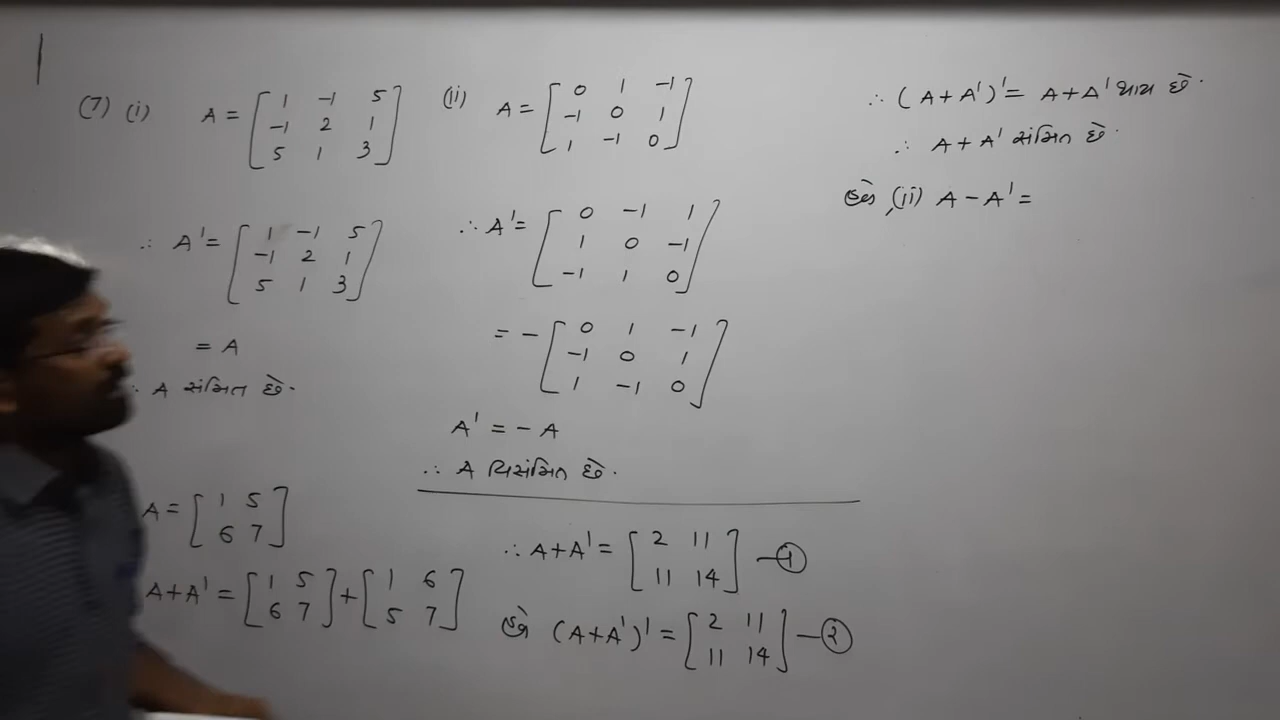 (7) (i) A = [ 1 -1 5
-1 2 1
5 1 3 ]
∴ A' = [ 1 -1 5
-1 2 1
5 1 3 ]
= A
∴ A સંમિત છે.
(ii) A = [ 0 1 -1
-1 0 1
1 -1 0 ]
∴ A' = [ 0 -1 1
1 0 -1
-1 1 0 ]
= - [ 0 1 -1
-1 0 1
1 -1 0 ]
A' = - A
∴ A વિસંમિત છે.
A = [ 1 5
6 7 ]
A + A' = [ 1 5
6 7 ] + [ 1 6
5 7 ]
∴ A + A' = [ 2 11
11 14 ] — ①
હવે (A + A')' = [ 2 11
11 14 ] — ②
∴ (A + A')' = A + A' થાય છે.
∴ A + A' સંમિત છે.
હવે, (ii) A - A' =